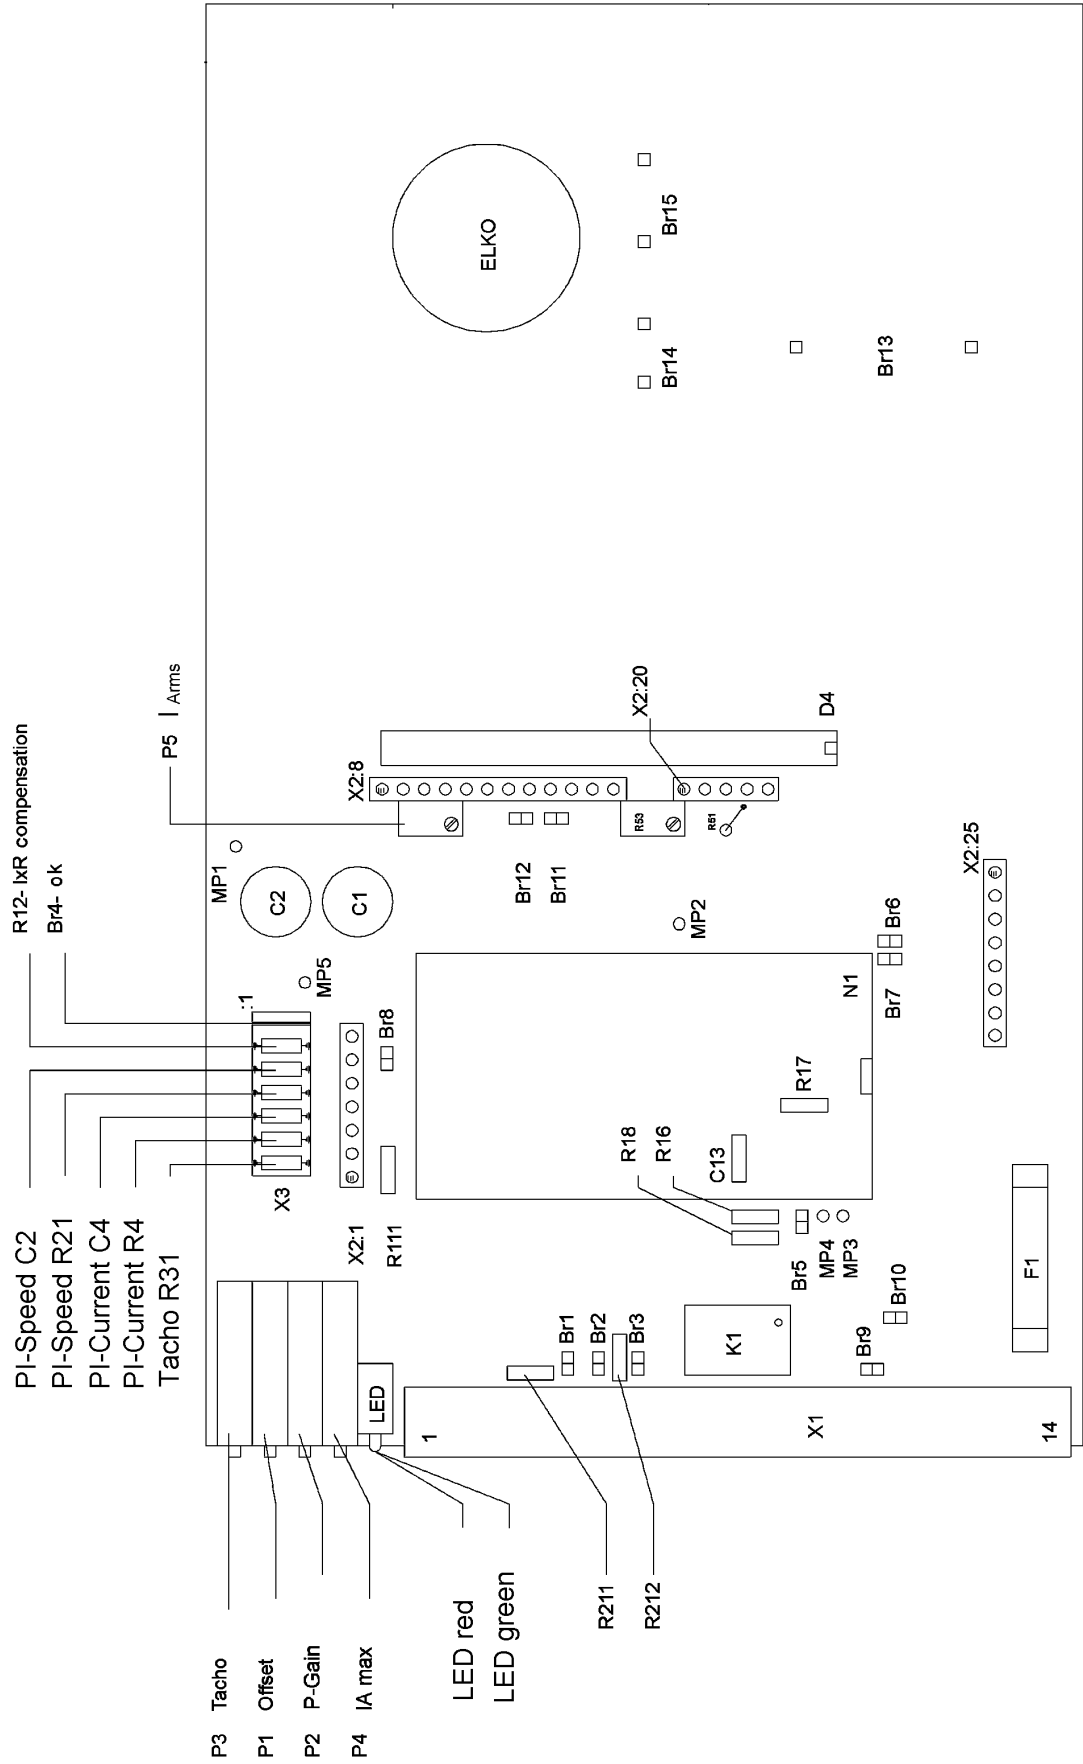 R12- IxR compensation
Br4- ok
PI-Speed C2
PI-Speed R21
PI-Current C4
PI-Current R4
Tacho R31
P5 I Arms
MP1
C2
C1
MP5
:1
X3
X2:1
R111
Br8
X2:8
Br12
Br11
R53
X2:20
R51
D4
ELKO
Br15
Br14
Br13
MP2
N1
Br6
Br7
X2:25
R17
R18
R16
C13
Br5
MP4
MP3
Br10
Br9
F1
K1
Br1
Br2
Br3
LED
1
X1
14
P3 Tacho
P1 Offset
P2 P-Gain
P4 IA max
LED red
LED green
R211
R212